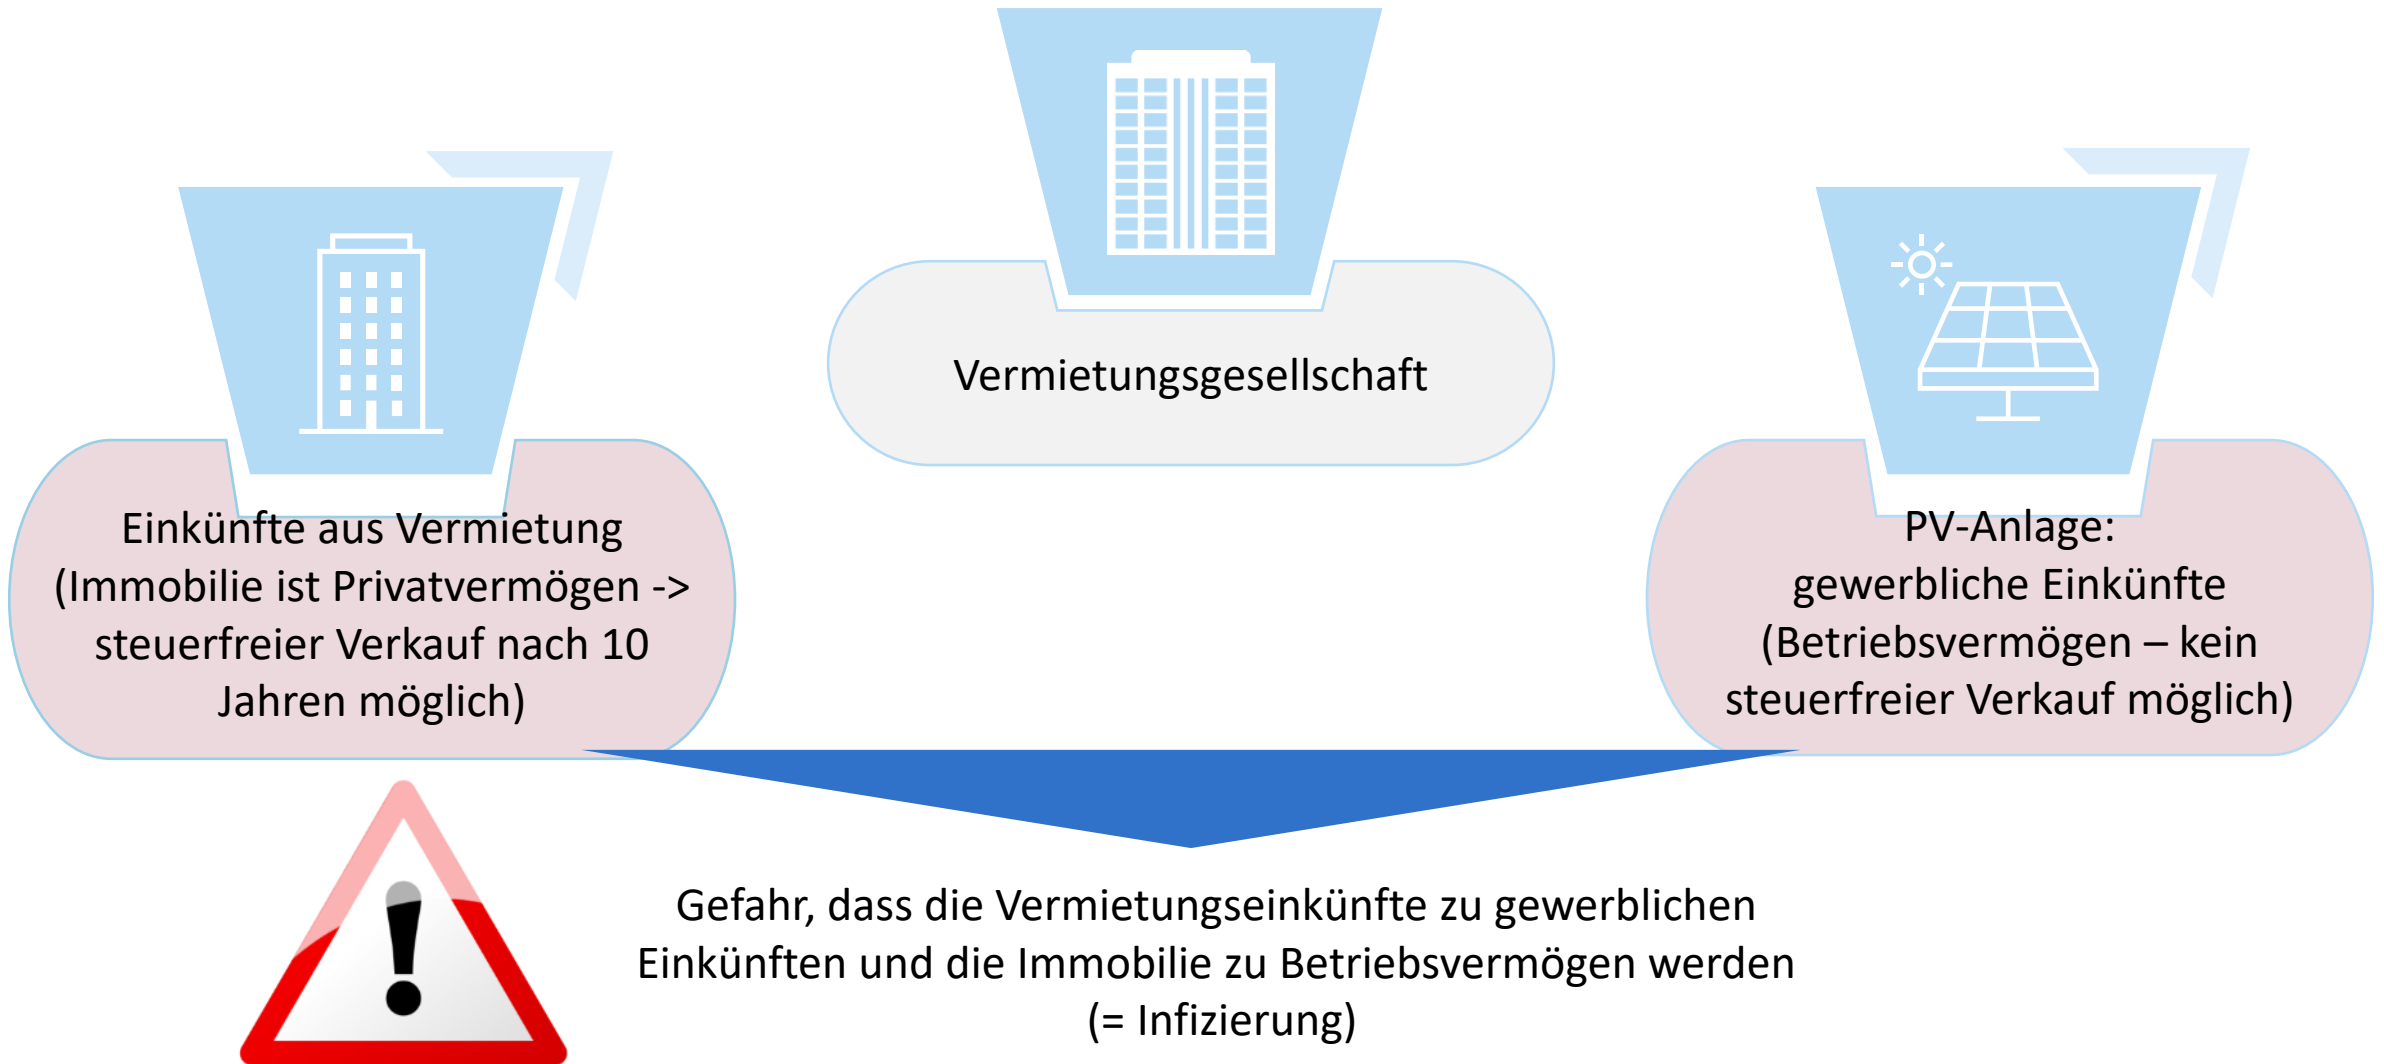 Vermietungsgesellschaft
Einkünfte aus Vermietung
(Immobilie ist Privatvermögen ->
steuerfreier Verkauf nach 10
Jahren möglich)
PV-Anlage:
gewerbliche Einkünfte
(Betriebsvermögen – kein
steuerfreier Verkauf möglich)
Gefahr, dass die Vermietungseinkünfte zu gewerblichen
Einkünften und die Immobilie zu Betriebsvermögen werden
(= Infizierung)